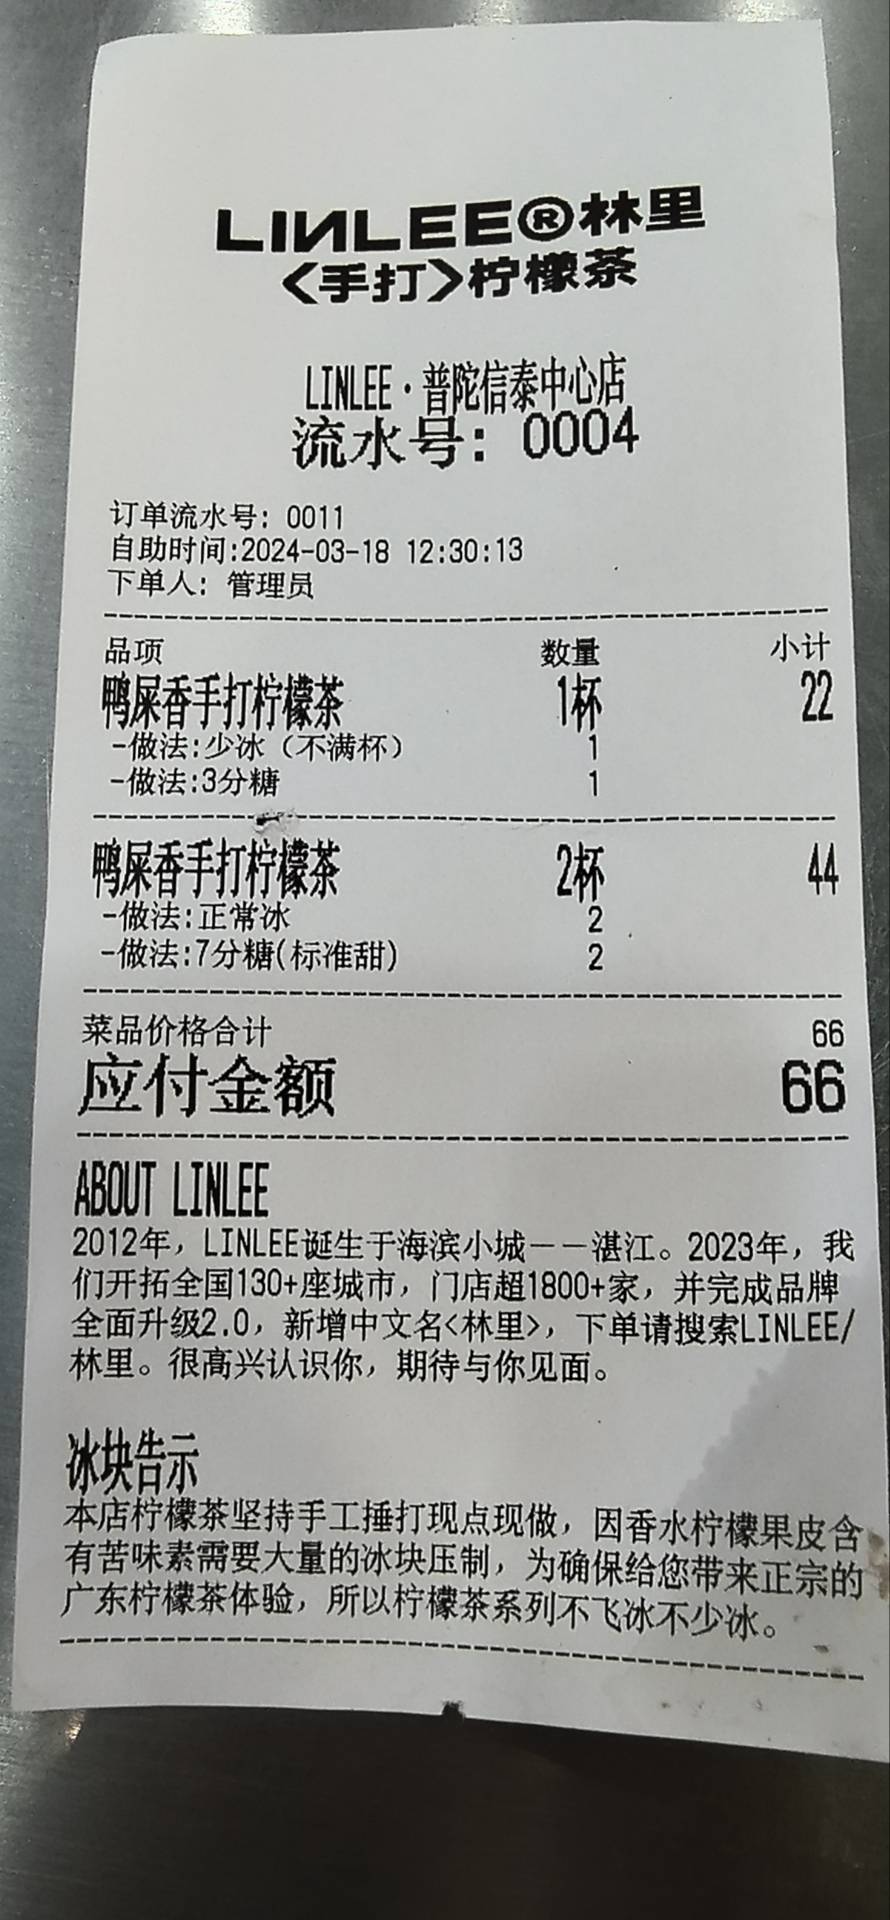 LINLEE®林里
<手打>柠檬茶
LINLEE·普陀信泰中心店
流水号: 0004
订单流水号: 0011
自助时间:2024-03-18 12:30:13
下单人: 管理员
品项 数量 小计
鸭屎香手打柠檬茶 1杯 22
-做法:少冰（不满杯） 1
-做法:3分糖 1
鸭屎香手打柠檬茶 2杯 44
-做法:正常冰 2
-做法:7分糖(标准甜) 2
菜品价格合计 66
应付金额 66
ABOUT LINLEE
2012年，LINLEE诞生于海滨小城——湛江。2023年，我
们开拓全国130+座城市，门店超1800+家，并完成品牌
全面升级2.0，新增中文名<林里>，下单请搜索LINLEE/
林里。很高兴认识你，期待与你见面。
冰块告示
本店柠檬茶坚持手工捶打现点现做，因香水柠檬果皮含
有苦味素需要大量的冰块压制，为确保给您带来正宗的
广东柠檬茶体验，所以柠檬茶系列不飞冰不少冰。